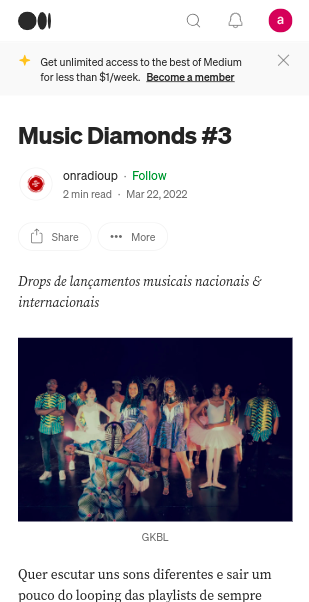 a
Get unlimited access to the best of Medium
for less than $1/week. Become a member
Music Diamonds #3
onradioup · Follow
2 min read · Mar 22, 2022
Share
More
Drops de lançamentos musicais nacionais &
internacionais
GKBL
Quer escutar uns sons diferentes e sair um
pouco do looping das playlists de sempre